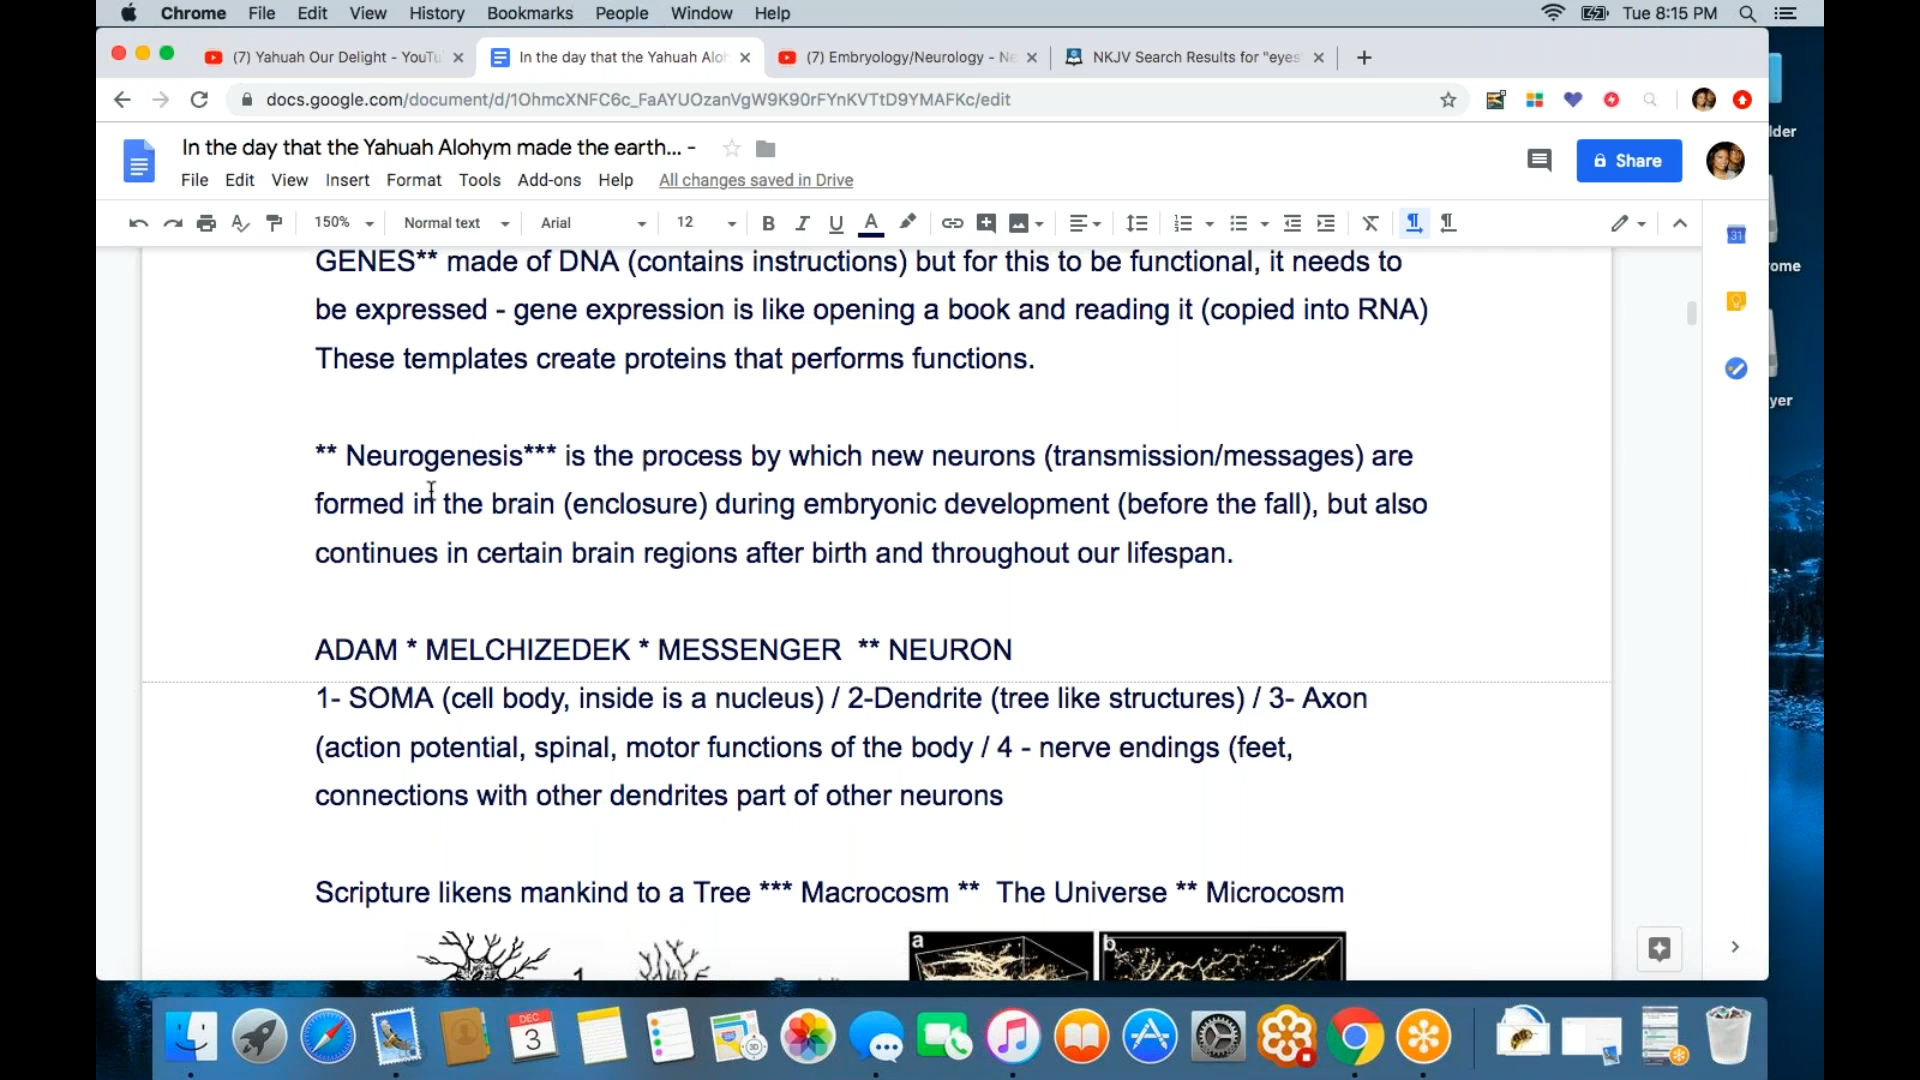 Chrome File Edit View History Bookmarks People Window Help Tue 8:15 PM
(7) Yahuah Our Delight - YouTu In the day that the Yahuah Aloh (7) Embryology/Neurology - Ne NKJV Search Results for "eyes
docs.google.com/document/d/1OhmcXNFC6c_FaAYUOzanVgW9K90rFYnKVTtD9YMAFKc/edit
lder
In the day that the Yahuah Alohym made the earth... -
Share
File Edit View Insert Format Tools Add-ons Help All changes saved in Drive
150% Normal text Arial 12
31
GENES** made of DNA (contains instructions) but for this to be functional, it needs to
ome
be expressed - gene expression is like opening a book and reading it (copied into RNA)
These templates create proteins that performs functions.
yer
** Neurogenesis*** is the process by which new neurons (transmission/messages) are
formed in the brain (enclosure) during embryonic development (before the fall), but also
continues in certain brain regions after birth and throughout our lifespan.
ADAM * MELCHIZEDEK * MESSENGER ** NEURON
1- SOMA (cell body, inside is a nucleus) / 2-Dendrite (tree like structures) / 3- Axon
(action potential, spinal, motor functions of the body / 4 - nerve endings (feet,
connections with other dendrites part of other neurons
Scripture likens mankind to a Tree *** Macrocosm ** The Universe ** Microcosm
a b
1
DEC
3
3D